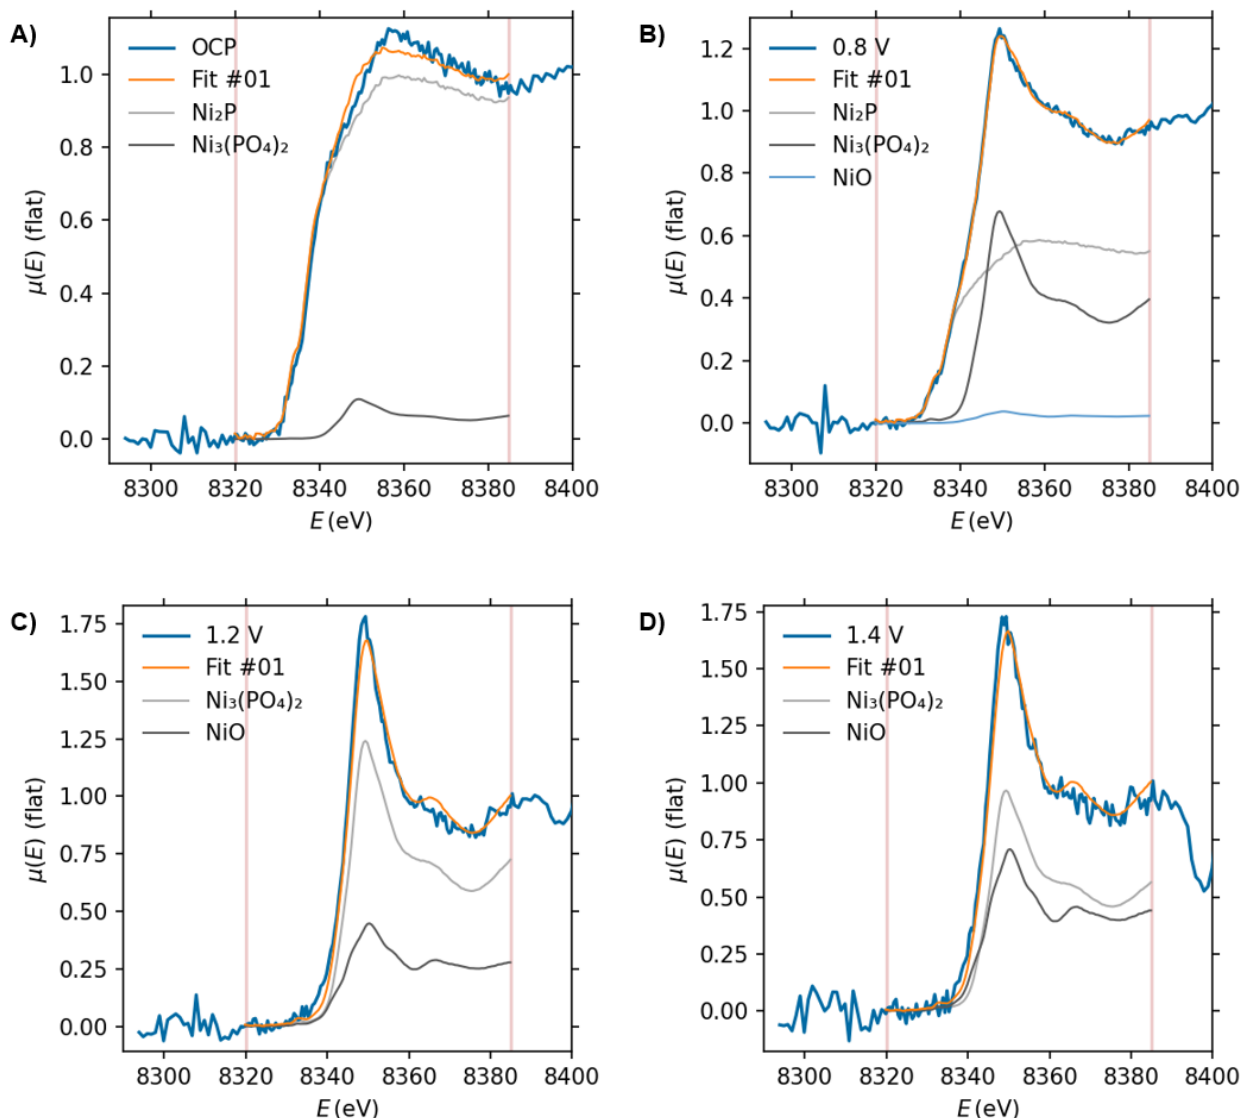 A)
OCP
Fit #01
Ni₂P
Ni₃(PO₄)₂
1.0
0.8
0.6
0.4
0.2
0.0
μ(E) (flat)
8300 8320 8340 8360 8380 8400
E (eV)
B)
0.8 V
Fit #01
Ni₂P
Ni₃(PO₄)₂
NiO
1.2
1.0
0.8
0.6
0.4
0.2
0.0
μ(E) (flat)
8300 8320 8340 8360 8380 8400
E (eV)
C)
1.2 V
Fit #01
Ni₃(PO₄)₂
NiO
1.75
1.50
1.25
1.00
0.75
0.50
0.25
0.00
μ(E) (flat)
8300 8320 8340 8360 8380 8400
E (eV)
D)
1.4 V
Fit #01
Ni₃(PO₄)₂
NiO
1.75
1.50
1.25
1.00
0.75
0.50
0.25
0.00
μ(E) (flat)
8300 8320 8340 8360 8380 8400
E (eV)